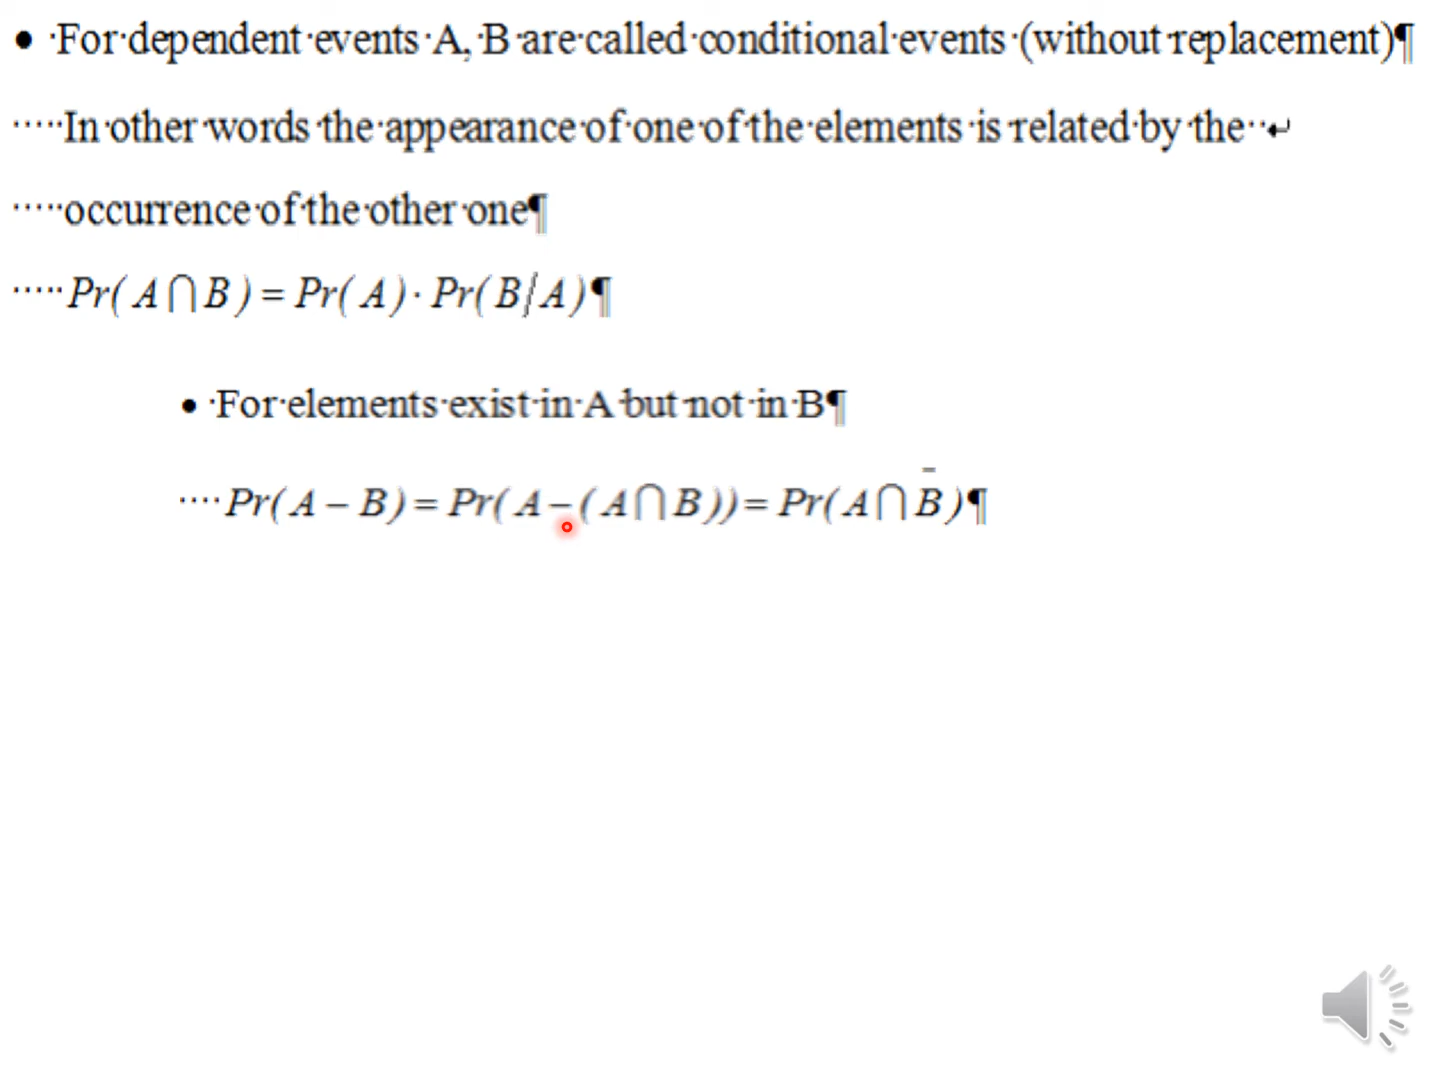 • For dependent events A, B are called conditional events (without replacement)¶
In other words the appearance of one of the elements is related by the ↵
occurrence of the other one¶
Pr( A ⋂ B ) = Pr( A ) · Pr( B / A )¶
• For elements exist in A but not in B¶
Pr( A – B ) = Pr( A – ( A ⋂ B )) = Pr( A ⋂ B̄ )¶